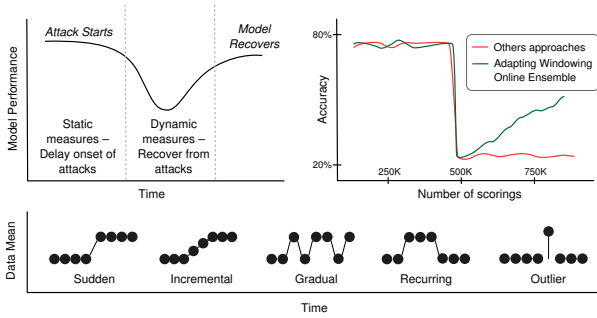 Attack Starts
Model
Recovers
Model Performance
Static
measures –
Delay onset of
attacks
Dynamic
measures –
Recover from
attacks
Time
80%
20%
Accuracy
Others approaches
Adapting Windowing
Online Ensemble
250K
500K
750K
Number of scorings
Data Mean
Sudden
Incremental
Gradual
Recurring
Outlier
Time